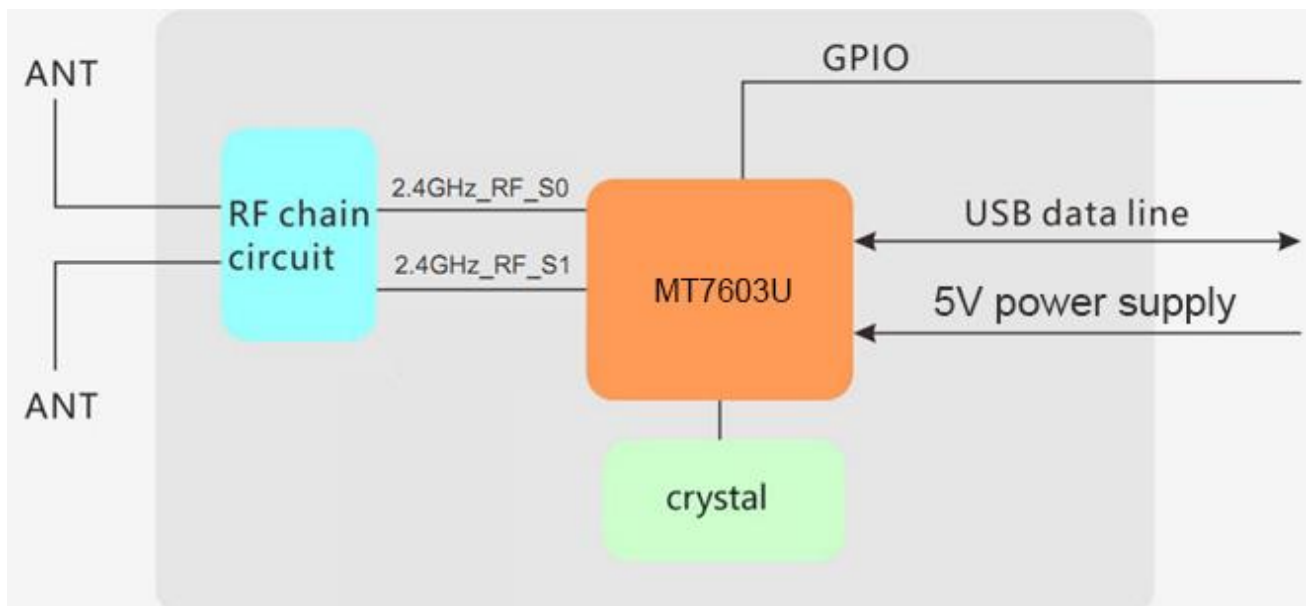 ANT
GPIO
2.4GHz_RF_S0
RF chain
circuit
USB data line
2.4GHz_RF_S1
MT7603U
5V power supply
ANT
crystal